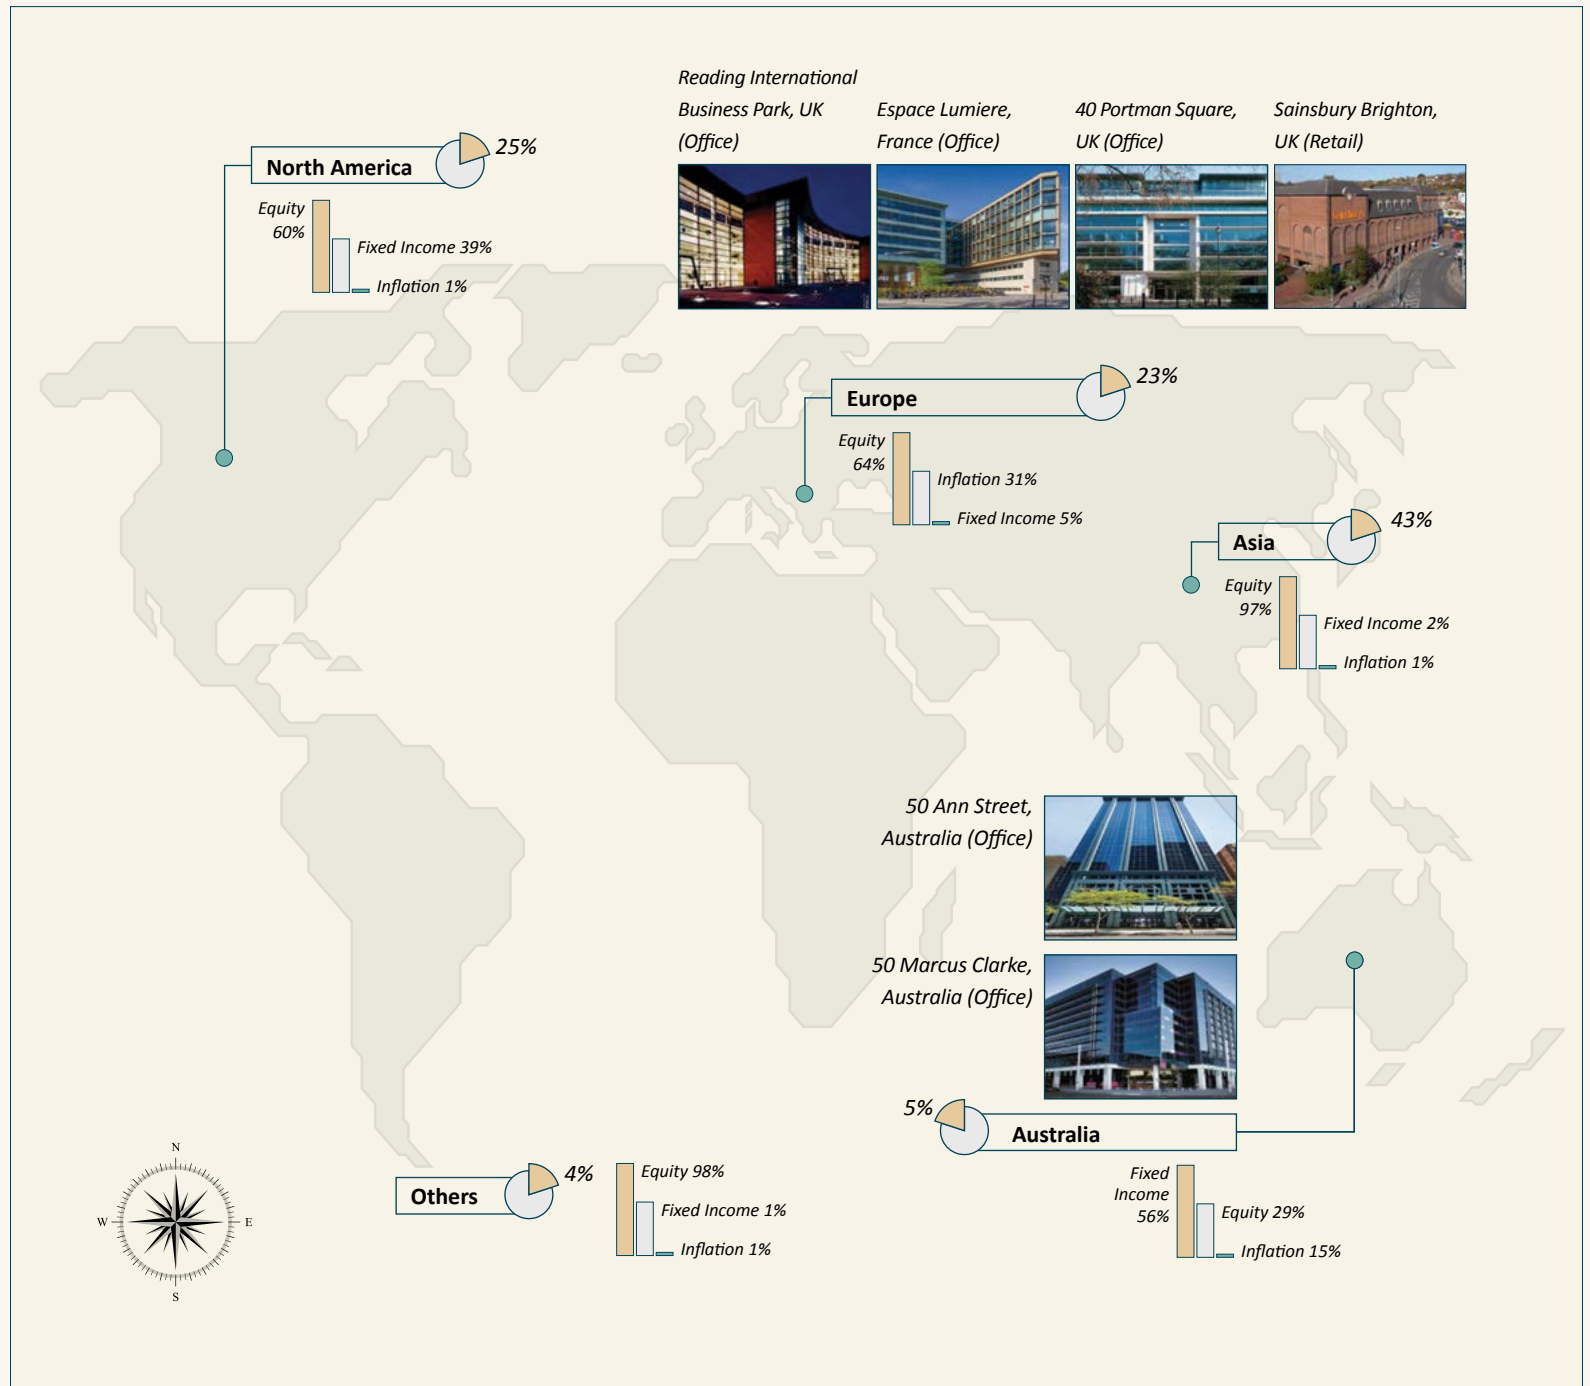 Reading International
Business Park, UK
(Office)
Espace Lumiere,
France (Office)
40 Portman Square,
UK (Office)
Sainsbury Brighton,
UK (Retail)
North America
25%
Equity
60%
Fixed Income 39%
Inflation 1%
Europe
23%
Equity
64%
Inflation 31%
Fixed Income 5%
Asia
43%
Equity
97%
Fixed Income 2%
Inflation 1%
50 Ann Street,
Australia (Office)
50 Marcus Clarke,
Australia (Office)
5%
Australia
Fixed
Income
56%
Equity 29%
Inflation 15%
Others
4%
Equity 98%
Fixed Income 1%
Inflation 1%
N
W
E
S